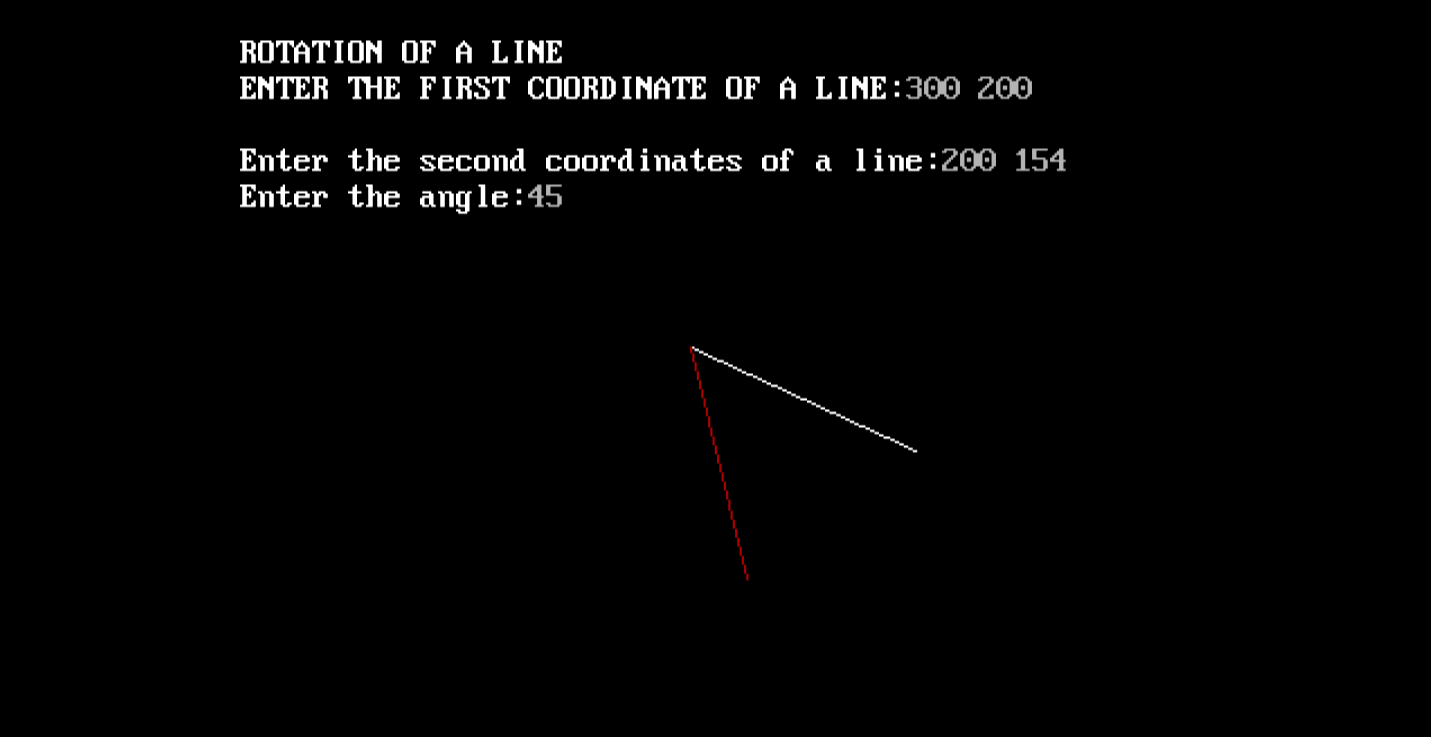 ROTATION OF A LINE
ENTER THE FIRST COORDINATE OF A LINE:300 200
Enter the second coordinates of a line:200 154
Enter the angle:45